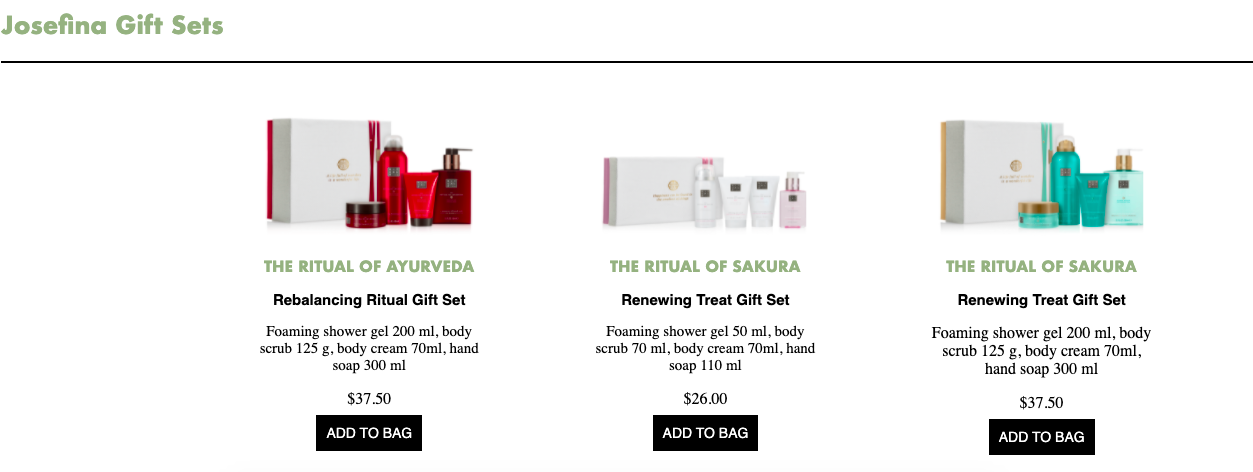 Josefina Gift Sets
THE RITUAL OF AYURVEDA
Rebalancing Ritual Gift Set
Foaming shower gel 200 ml, body
scrub 125 g, body cream 70ml, hand
soap 300 ml
$37.50
ADD TO BAG
THE RITUAL OF SAKURA
Renewing Treat Gift Set
Foaming shower gel 50 ml, body
scrub 70 ml, body cream 70ml, hand
soap 110 ml
$26.00
ADD TO BAG
THE RITUAL OF SAKURA
Renewing Treat Gift Set
Foaming shower gel 200 ml, body
scrub 125 g, body cream 70ml,
hand soap 300 ml
$37.50
ADD TO BAG